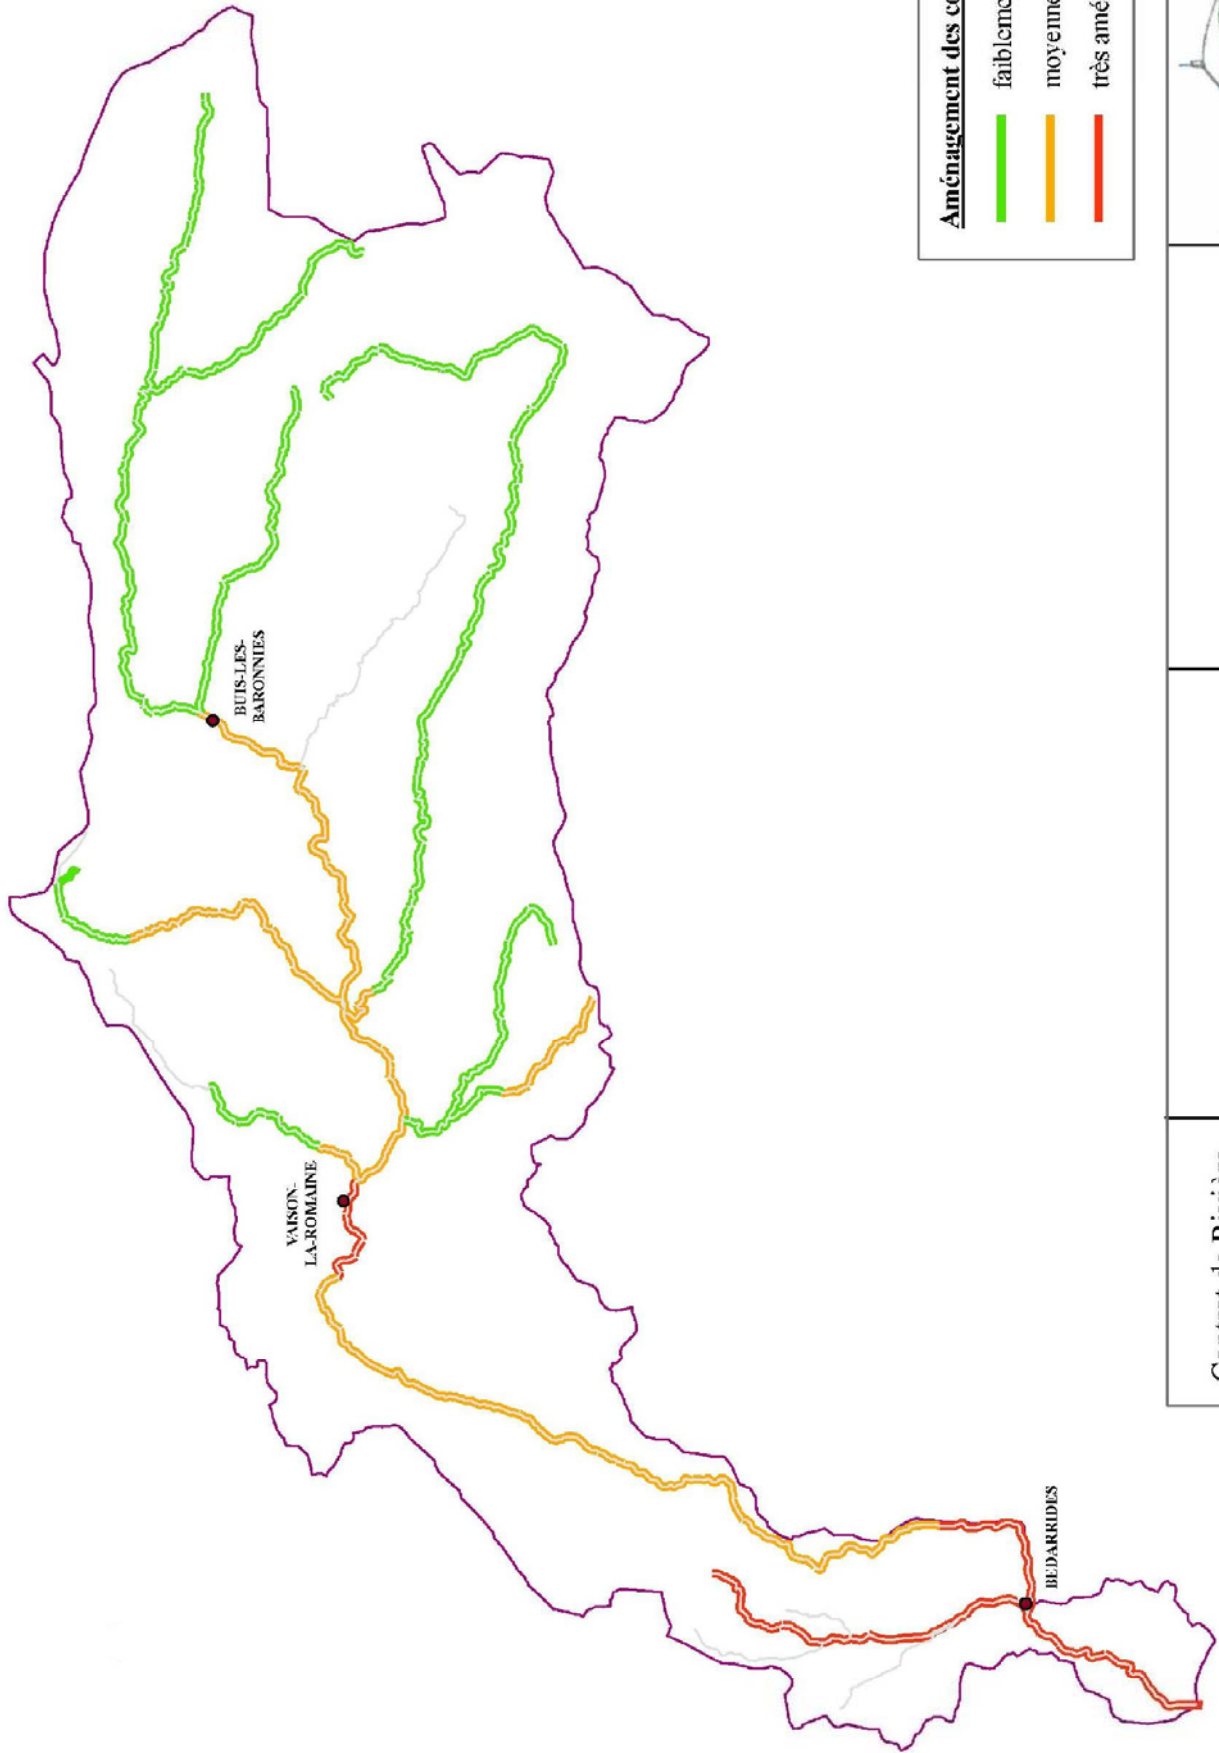 BUIS-LES-
BARONNIES
VAISON-
LA-ROMAINE
BEDARRIDES
Aménagement des co
faibleme
moyenne
très amé